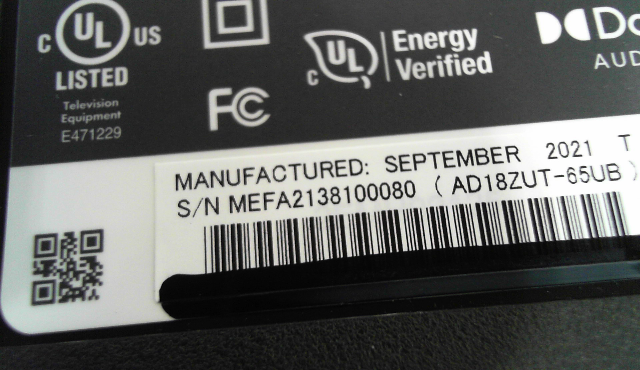 C UL US
LISTED
Television
Equipment
E471229
FC
C UL
Energy
Verified
MANUFACTURED: SEPTEMBER 2021 T
S/N MEFA2138100080 ( AD18ZUT-65UB )